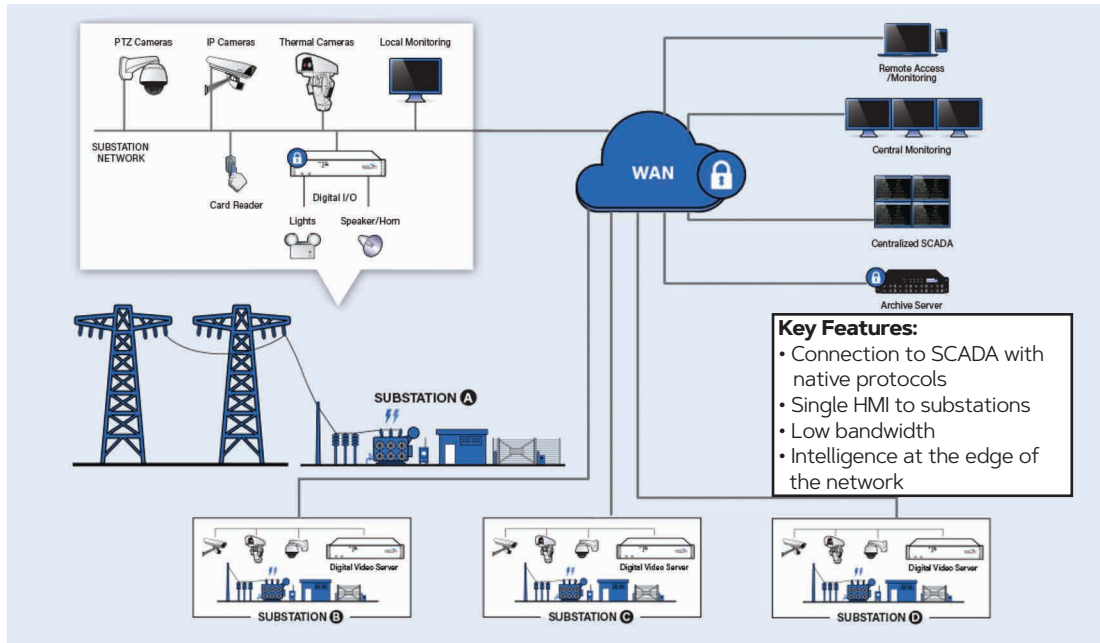 PTZ Cameras
IP Cameras
Thermal Cameras
Local Monitoring
SUBSTATION
NETWORK
Card Reader
Digital I/O
Lights
Speaker/Horn
WAN
Remote Access
/Monitoring
Central Monitoring
Centralized SCADA
Archive Server
Key Features:
• Connection to SCADA with
native protocols
• Single HMI to substations
• Low bandwidth
• Intelligence at the edge of
the network
SUBSTATION A
Digital Video Server
SUBSTATION B
Digital Video Server
SUBSTATION C
Digital Video Server
SUBSTATION D